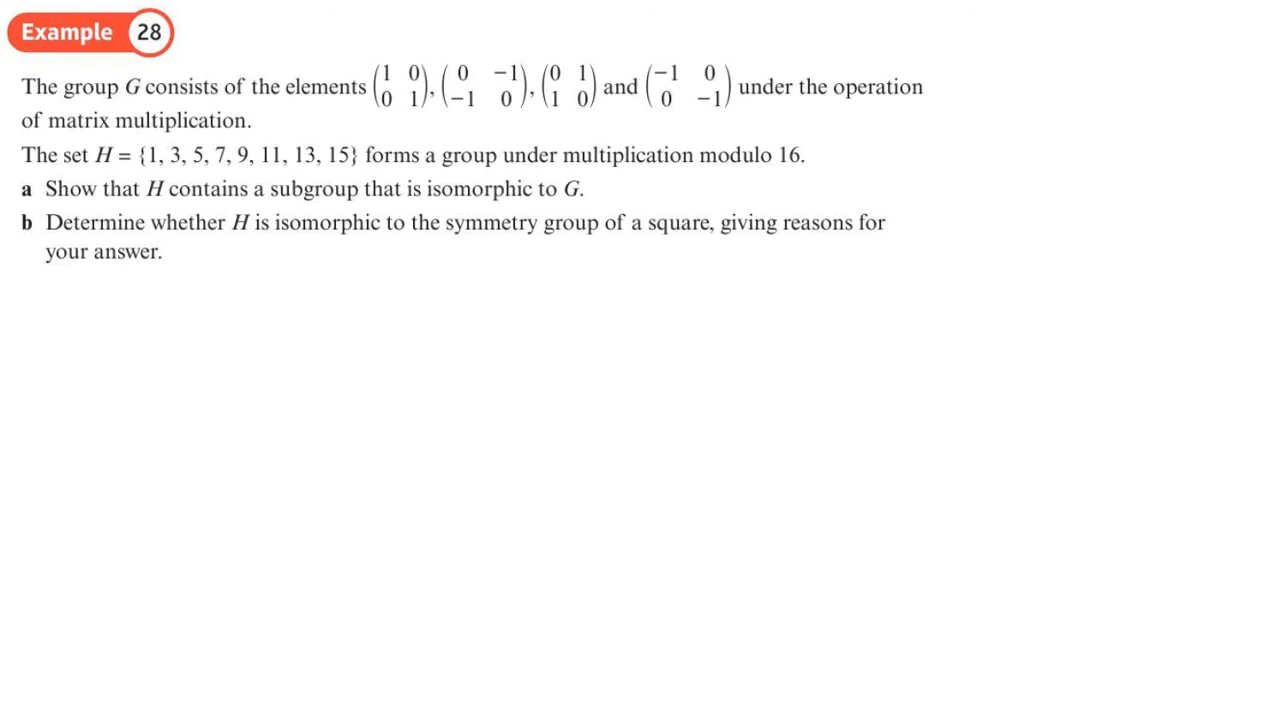 Example 28
The group G consists of the elements (1 0 / 0 1), (0 −1 / −1 0), (0 1 / 1 0) and (−1 0 / 0 −1) under the operation
of matrix multiplication.
The set H = {1, 3, 5, 7, 9, 11, 13, 15} forms a group under multiplication modulo 16.
a Show that H contains a subgroup that is isomorphic to G.
b Determine whether H is isomorphic to the symmetry group of a square, giving reasons for
your answer.